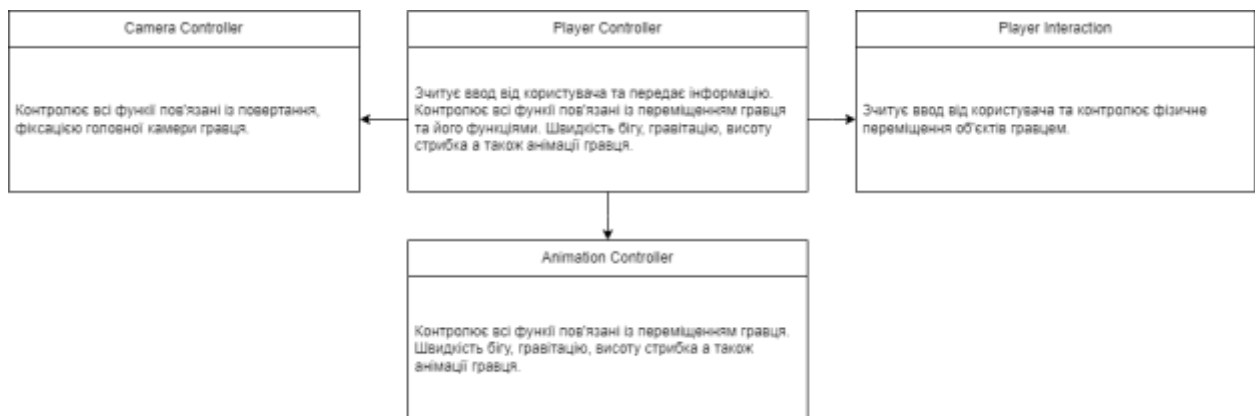 Camera Controller
Контролює всі функії пов'язані із повертання,
фіксацією головної камери гравця.
Player Controller
Зчитує ввод від користувача та передає інформацію.
Контролює всі функії пов'язані із переміщенням гравця
та його функціями. Швидкість бігу, гравітацію, висоту
стрибка а також анімації гравця.
Player Interaction
Зчитує ввод від користувача та контролює фізичне
переміщення об'єктів гравцем.
Animation Controller
Контролює всі функії пов'язані із переміщенням гравця.
Швидкість бігу, гравітацію, висоту стрибка а також
анімації гравця.